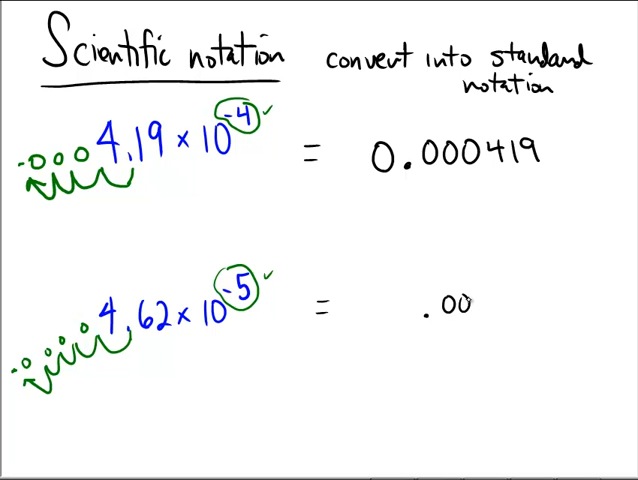 Scientific notation
convert into standard
notation
.000 4.19 × 10^-4 ✓ = 0.000419
.0000 4.62 × 10^-5 ✓ = .00